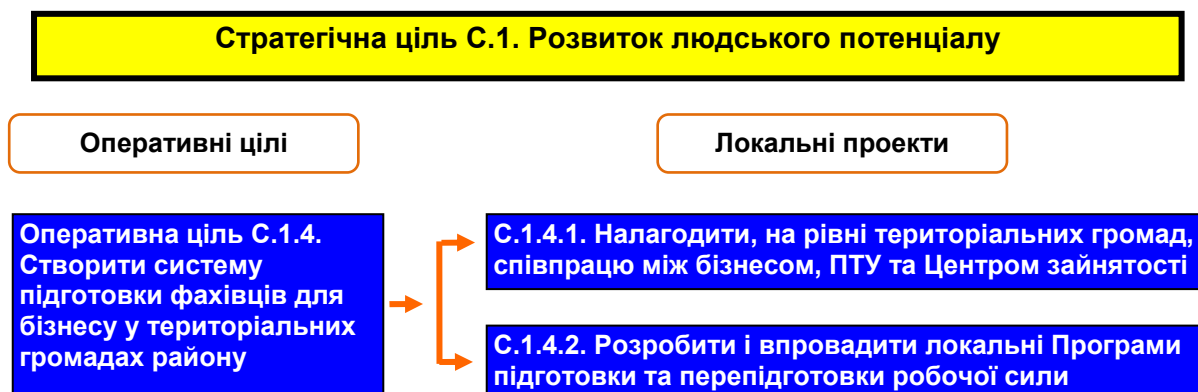 Стратегічна ціль С.1. Розвиток людського потенціалу
Оперативні цілі
Локальні проекти
Оперативна ціль С.1.4.
Створити систему
підготовки фахівців для
бізнесу у територіальних
громадах району
С.1.4.1. Налагодити, на рівні територіальних громад,
співпрацю між бізнесом, ПТУ та Центром зайнятості
С.1.4.2. Розробити і впровадити локальні Програми
підготовки та перепідготовки робочої сили